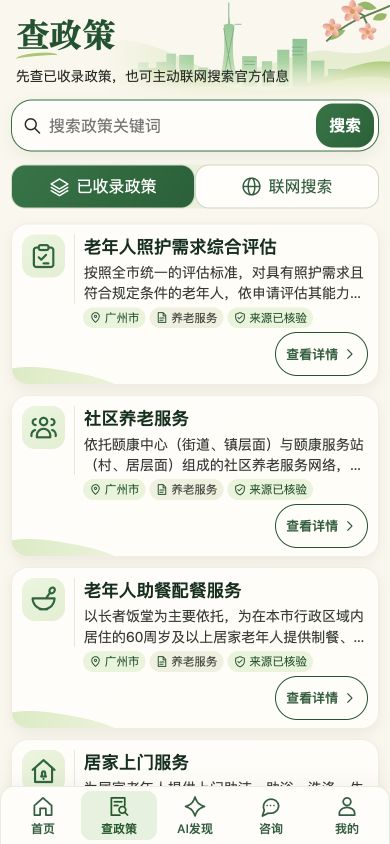 查政策
先查已收录政策，也可主动联网搜索官方信息
搜索政策关键词
搜索
已收录政策
联网搜索
老年人照护需求综合评估
按照全市统一的评估标准，对具有照护需求且
符合规定条件的老年人，依申请评估其能力...
广州市
养老服务
来源已核验
查看详情
社区养老服务
依托颐康中心（街道、镇层面）与颐康服务站
（村、居层面）组成的社区养老服务网络，...
广州市
养老服务
来源已核验
查看详情
老年人助餐配餐服务
以长者饭堂为主要依托，为在本市行政区域内
居住的60周岁及以上居家老年人提供制餐、...
广州市
养老服务
来源已核验
查看详情
居家上门服务
首页
查政策
AI发现
咨询
我的